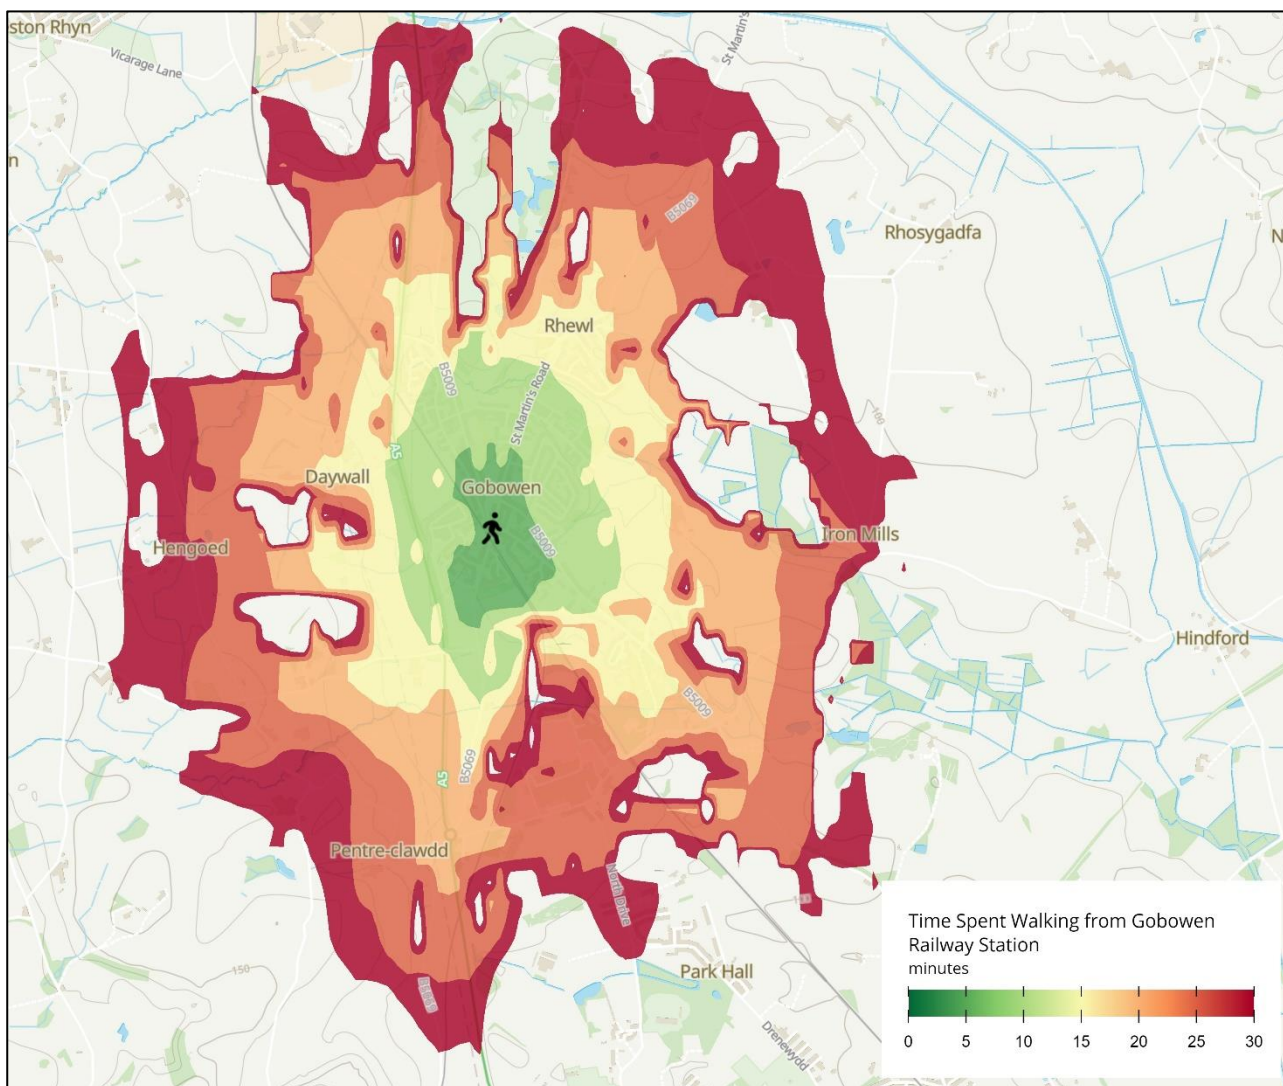 ston Rhyn
Vicarage Lane
St Martin's
n
B5069
Rhosygadfa
N
Rhewl
B5009
St Martin's Road
100
A5
Daywall
Gobowen
B5009
Hengoed
Iron Mills
Hindford
B5009
B5069
A5
Pentre-clawdd
North Drive
150
Park Hall
Drenewydd
Time Spent Walking from Gobowen
Railway Station
minutes
0 5 10 15 20 25 30